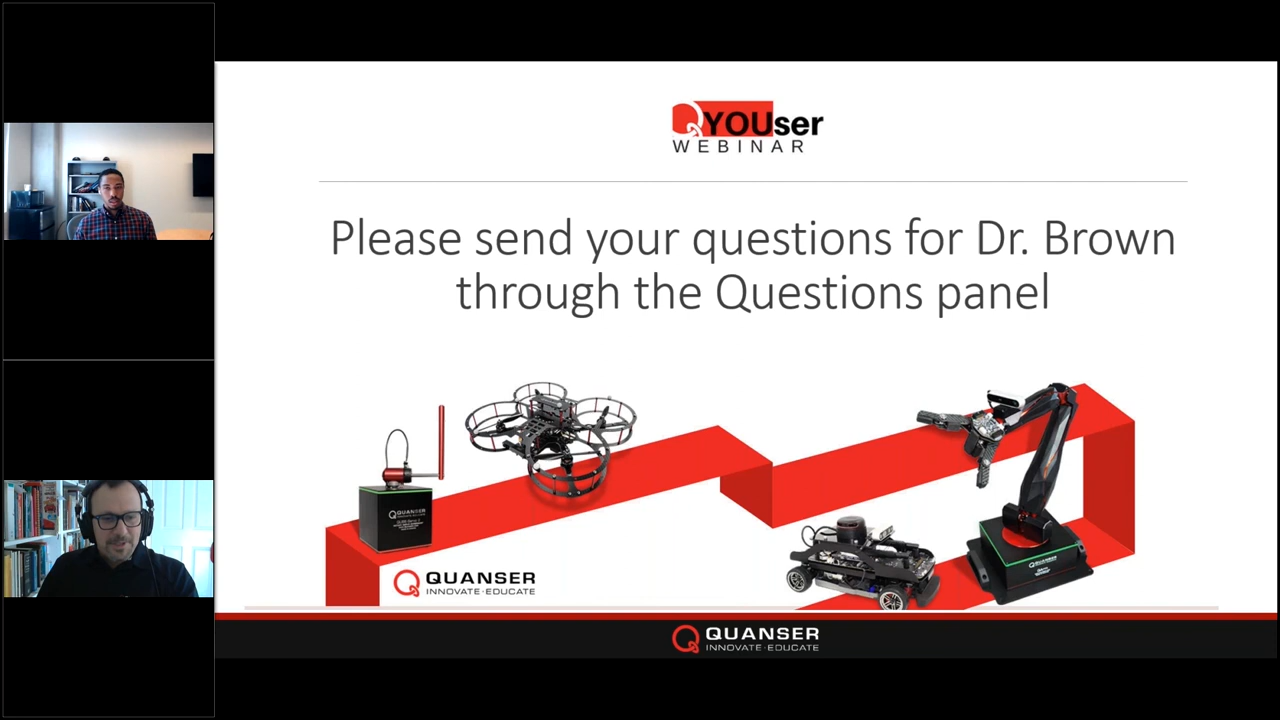 QYOUser
WEBINAR
Please send your questions for Dr. Brown
through the Questions panel
QUANSER
QUANSER
INNOVATE·EDUCATE
QUANSER
INNOVATE·EDUCATE